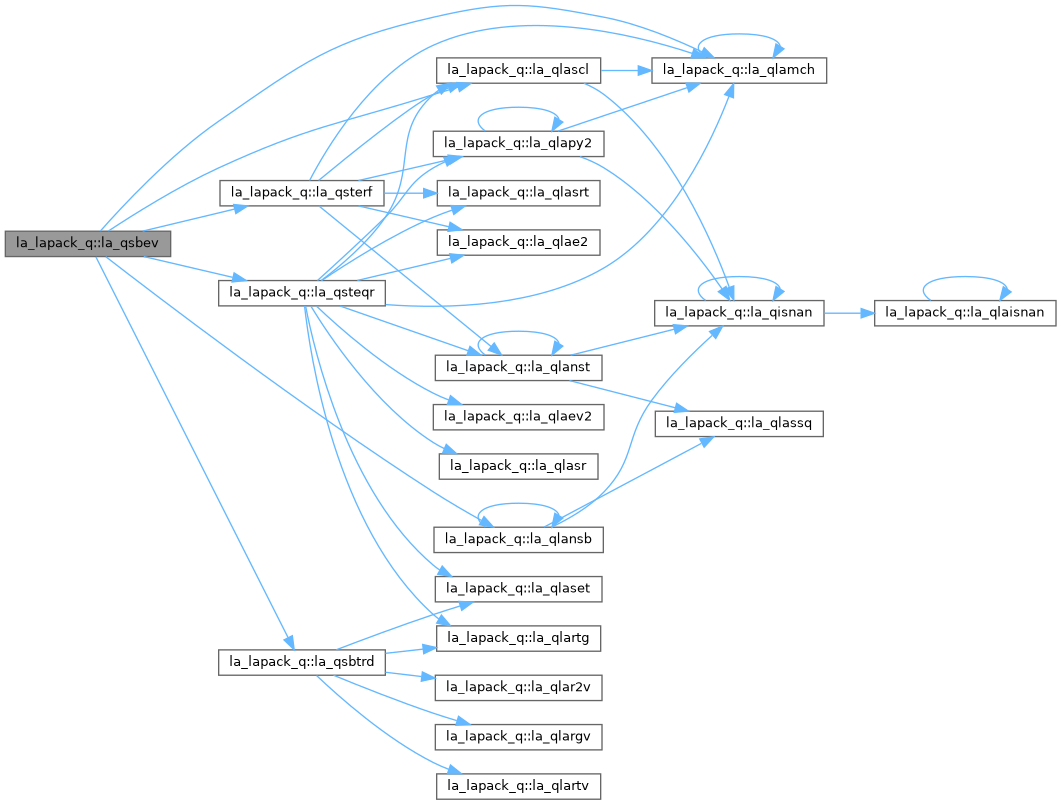 la_lapack_q::la_qsbev
la_lapack_q::la_qsterf
la_lapack_q::la_qsteqr
la_lapack_q::la_qsbtrd
la_lapack_q::la_qlascl
la_lapack_q::la_qlapy2
la_lapack_q::la_qlasrt
la_lapack_q::la_qlae2
la_lapack_q::la_qlanst
la_lapack_q::la_qlaev2
la_lapack_q::la_qlasr
la_lapack_q::la_qlansb
la_lapack_q::la_qlaset
la_lapack_q::la_qlartg
la_lapack_q::la_qlar2v
la_lapack_q::la_qlargv
la_lapack_q::la_qlartv
la_lapack_q::la_qlamch
la_lapack_q::la_qisnan
la_lapack_q::la_qlassq
la_lapack_q::la_qlaisnan